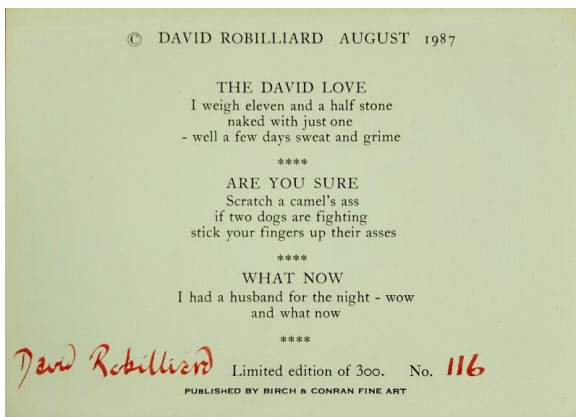 © DAVID ROBILLIARD AUGUST 1987
THE DAVID LOVE
I weigh eleven and a half stone
naked with just one
- well a few days sweat and grime
****
ARE YOU SURE
Scratch a camel's ass
if two dogs are fighting
stick your fingers up their asses
****
WHAT NOW
I had a husband for the night - wow
and what now
****
David Robilliard Limited edition of 300. No. 116
PUBLISHED BY BIRCH & CONRAN FINE ART